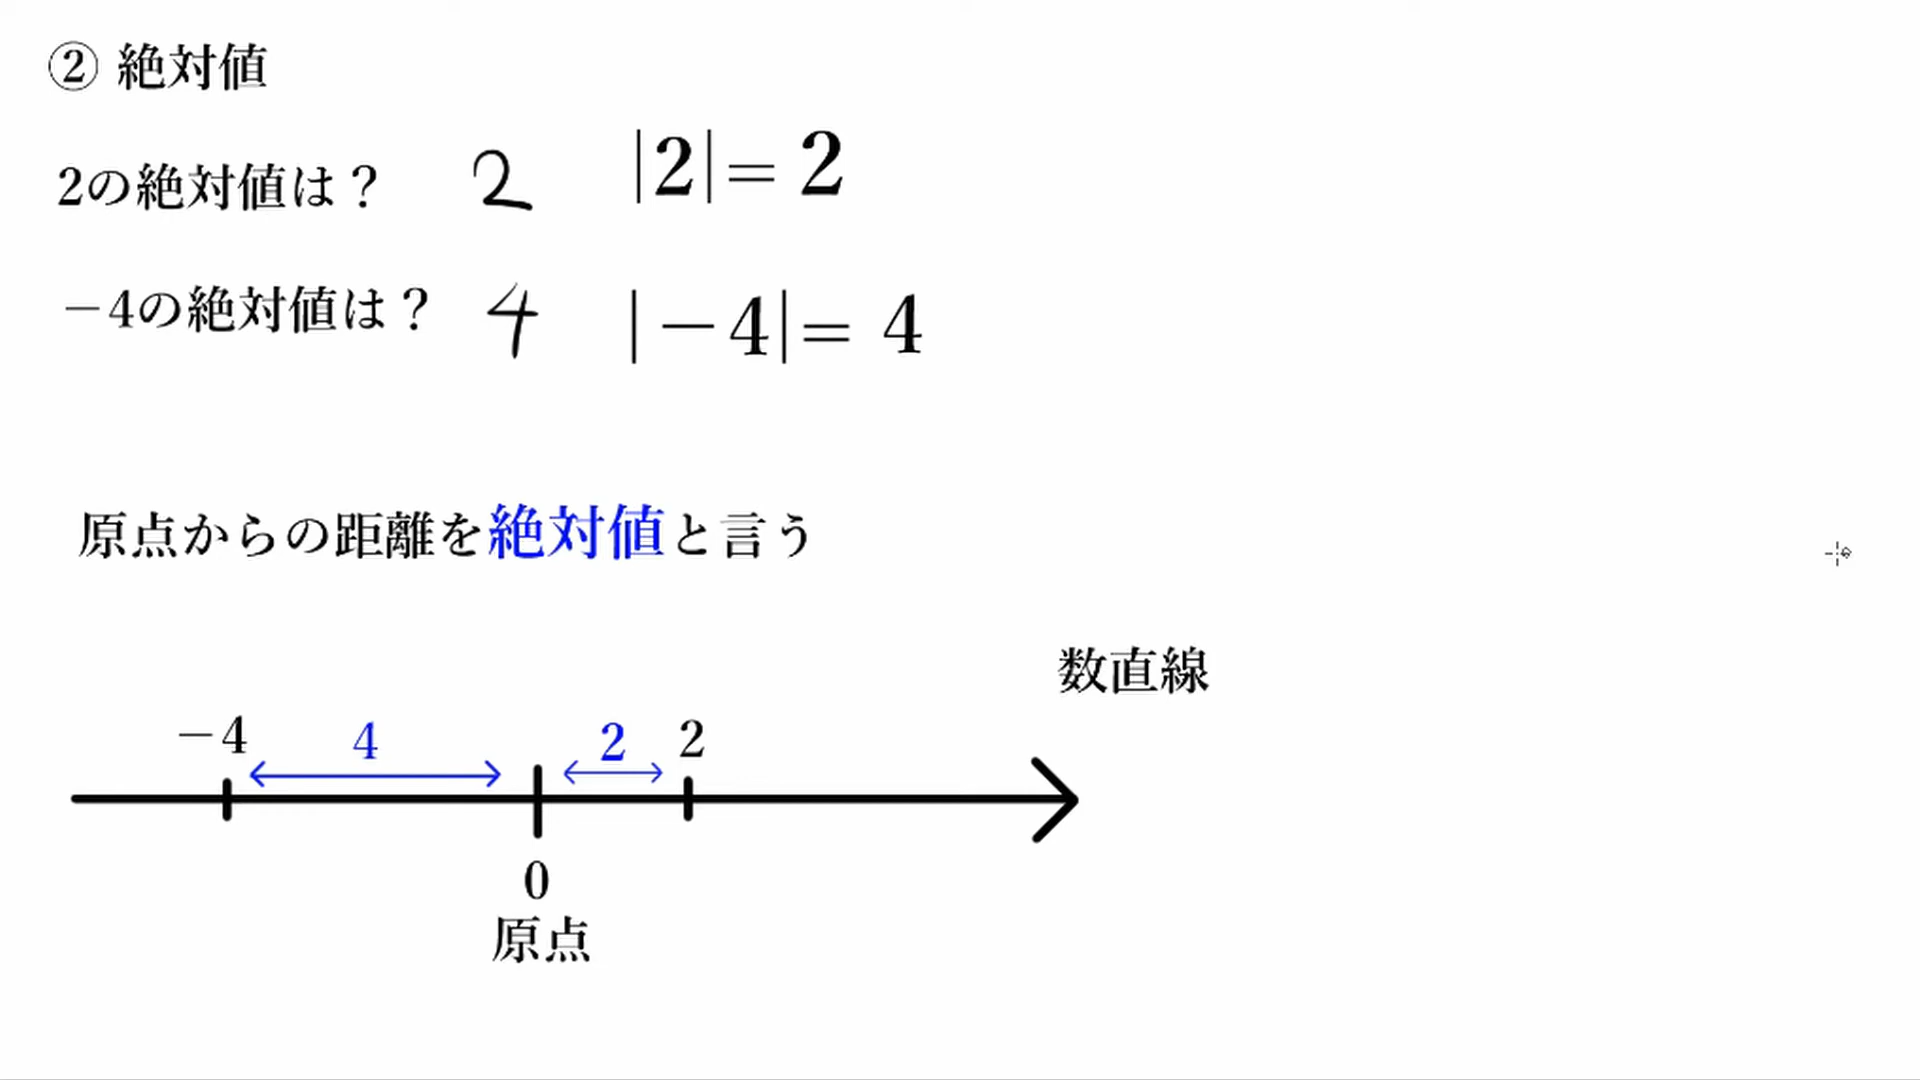 ② 絶対値
2の絶対値は？ 2 |2|= 2
−4の絶対値は？ 4 |−4|= 4
原点からの距離を絶対値と言う
数直線
−4 4 2 2
0
原点